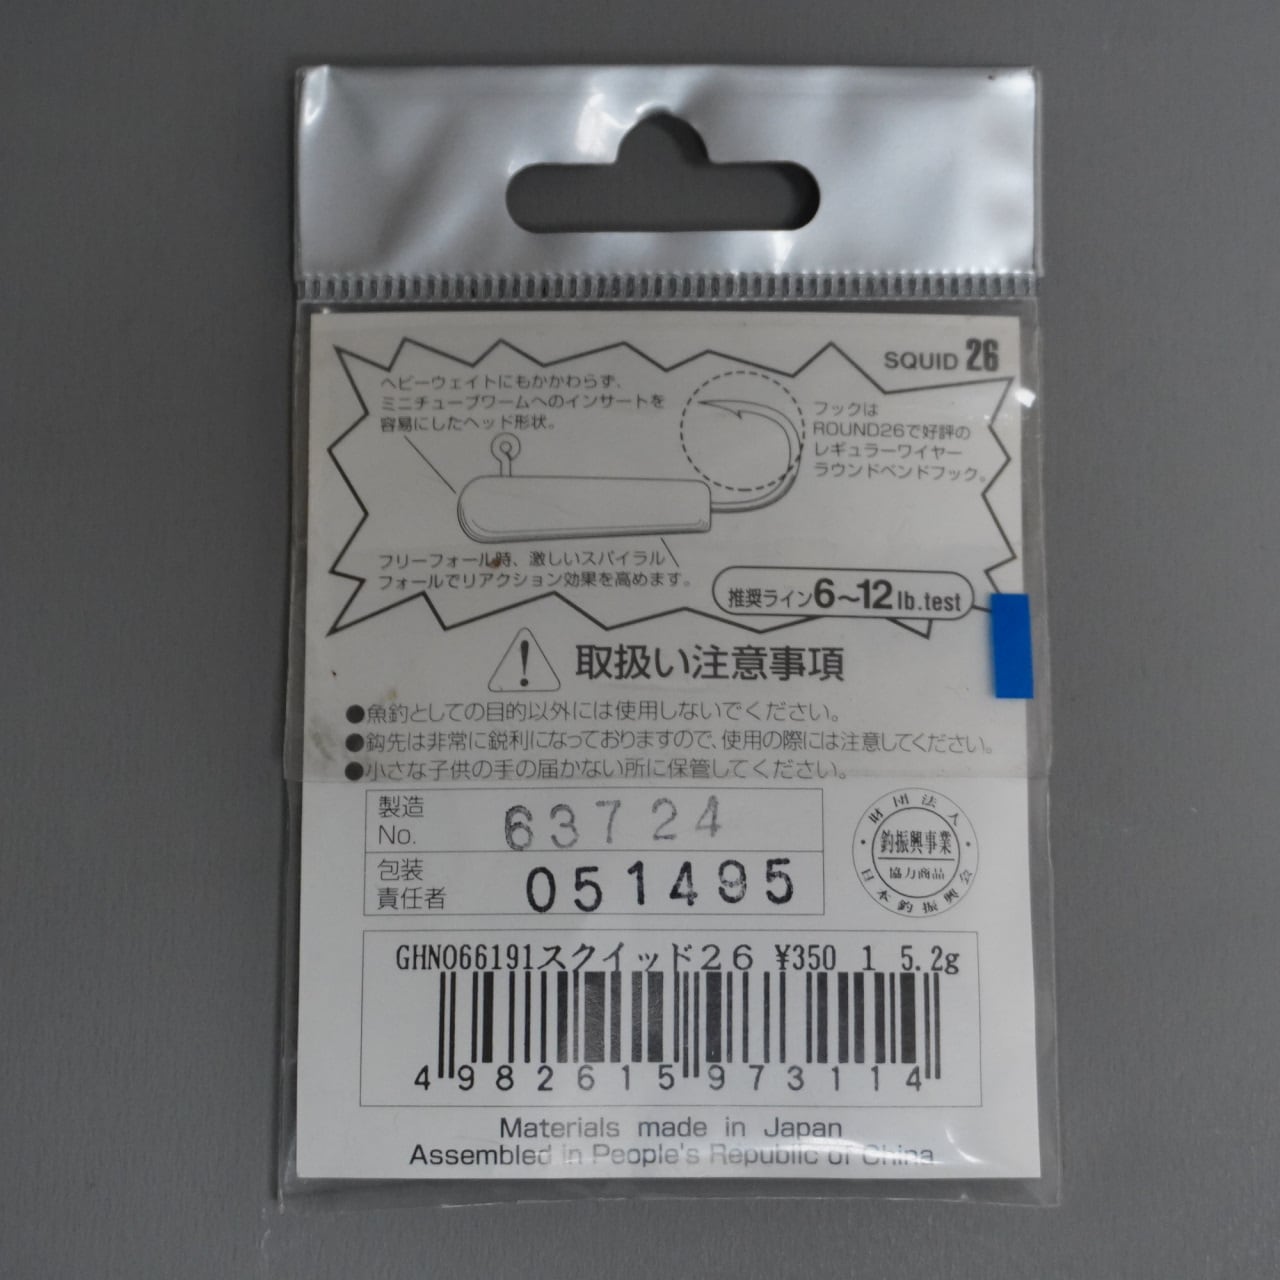 SQUID 26
ヘビーウェイトにもかかわらず、
ミニチューブワームへのインサートを
容易にしたヘッド形状。
フックは
ROUND26で好評の
レギュラーワイヤー
ラウンドベンドフック。
フリーフォール時、激しいスパイラル
フォールでリアクション効果を高めます。
推奨ライン6〜12lb.test
取扱い注意事項
●魚釣としての目的以外には使用しないでください。
●鈎先は非常に鋭利になっておりますので、使用の際には注意してください。
●小さな子供の手の届かない所に保管してください。
製造
No.
63724
包装
責任者
051495
財団法人
釣振興事業
協力商品
日本釣振興会
GHN066191スクイッド26 ¥350 1 5.2g
4982615973114
Materials made in Japan
Assembled in People's Republic of China